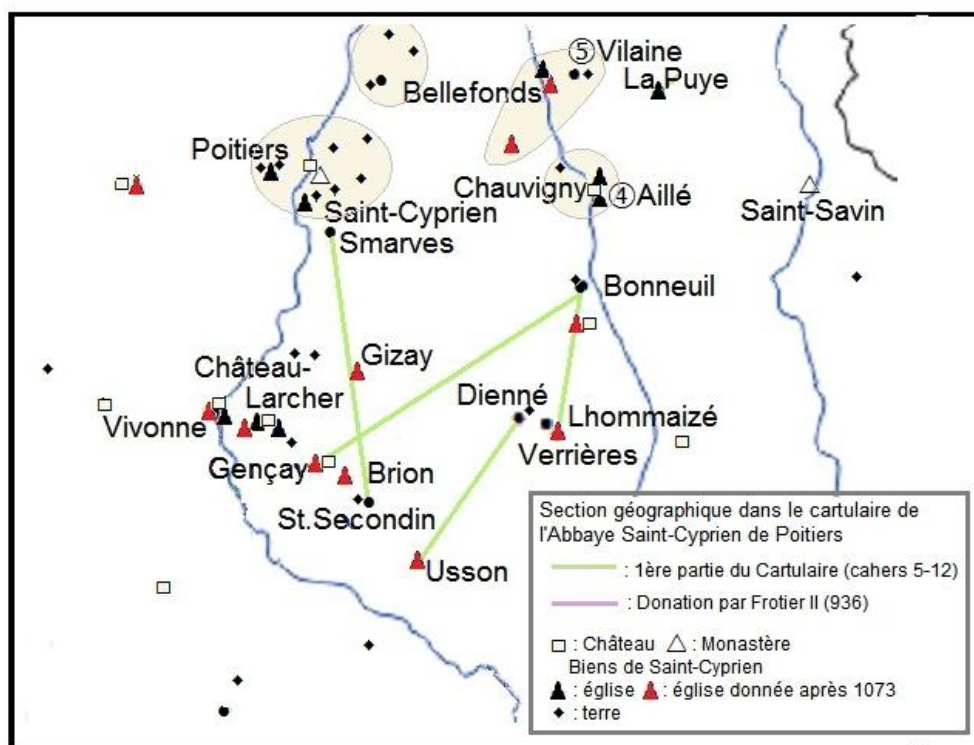 ⑤Vilaine
La Puye
Bellefonds
Poitiers
Chauvigny
④Aillé
Saint-Savin
Saint-Cyprien
Smarves
Bonneuil
Gizay
Château-
Larcher
Dienné
Lhommaizé
Vivonne
Verrières
Gençay
Brion
St.Secondin
Usson
Section géographique dans le cartulaire de
l'Abbaye Saint-Cyprien de Poitiers
: 1ère partie du Cartulaire (cahers 5-12)
: Donation par Frotier II (936)
: Château : Monastère
Biens de Saint-Cyprien
: église : église donnée après 1073
: terre